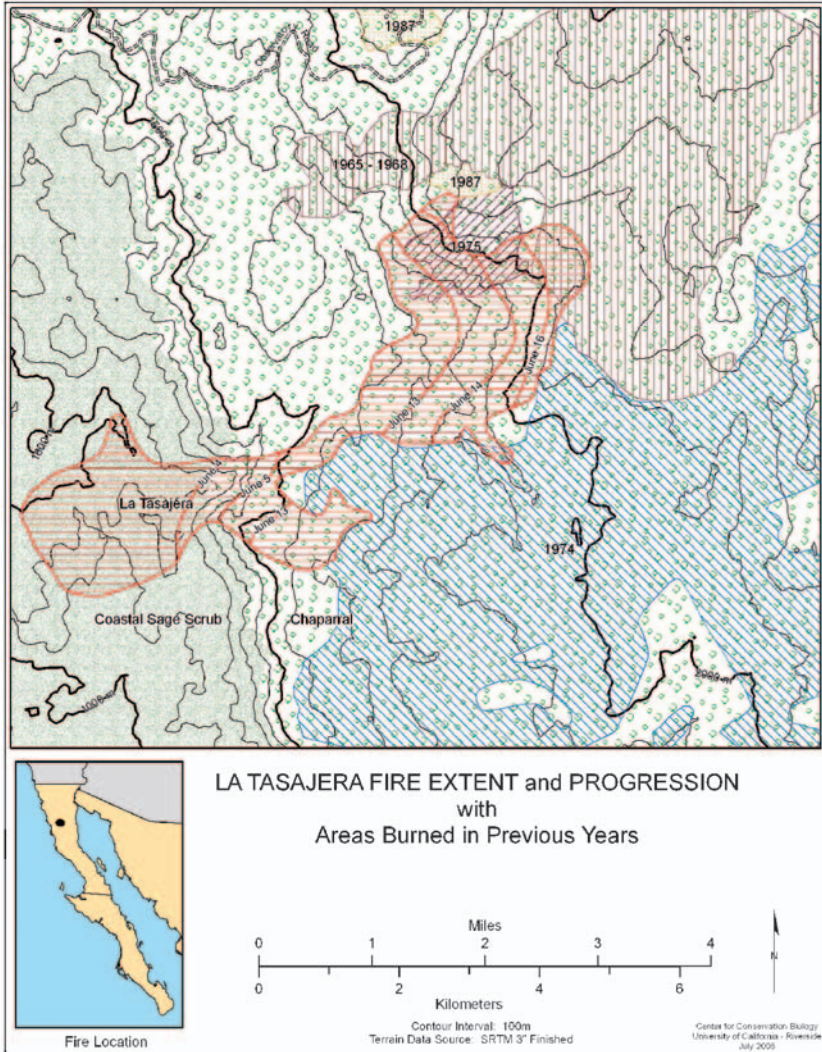 1987
1965 - 1968
1987
1975
June 16
June 14
June 13
June 4
June 5
La Tasajera
June 13
1974
Coastal Sage Scrub
Chaparral
LA TASAJERA FIRE EXTENT and PROGRESSION
with
Areas Burned in Previous Years
Miles
0 1 2 3 4
0 2 4 6
Kilometers
N
Contour Interval: 100m
Terrain Data Source: SRTM 3" Finished
Fire Location
Center for Conservation Biology
University of California - Riverside